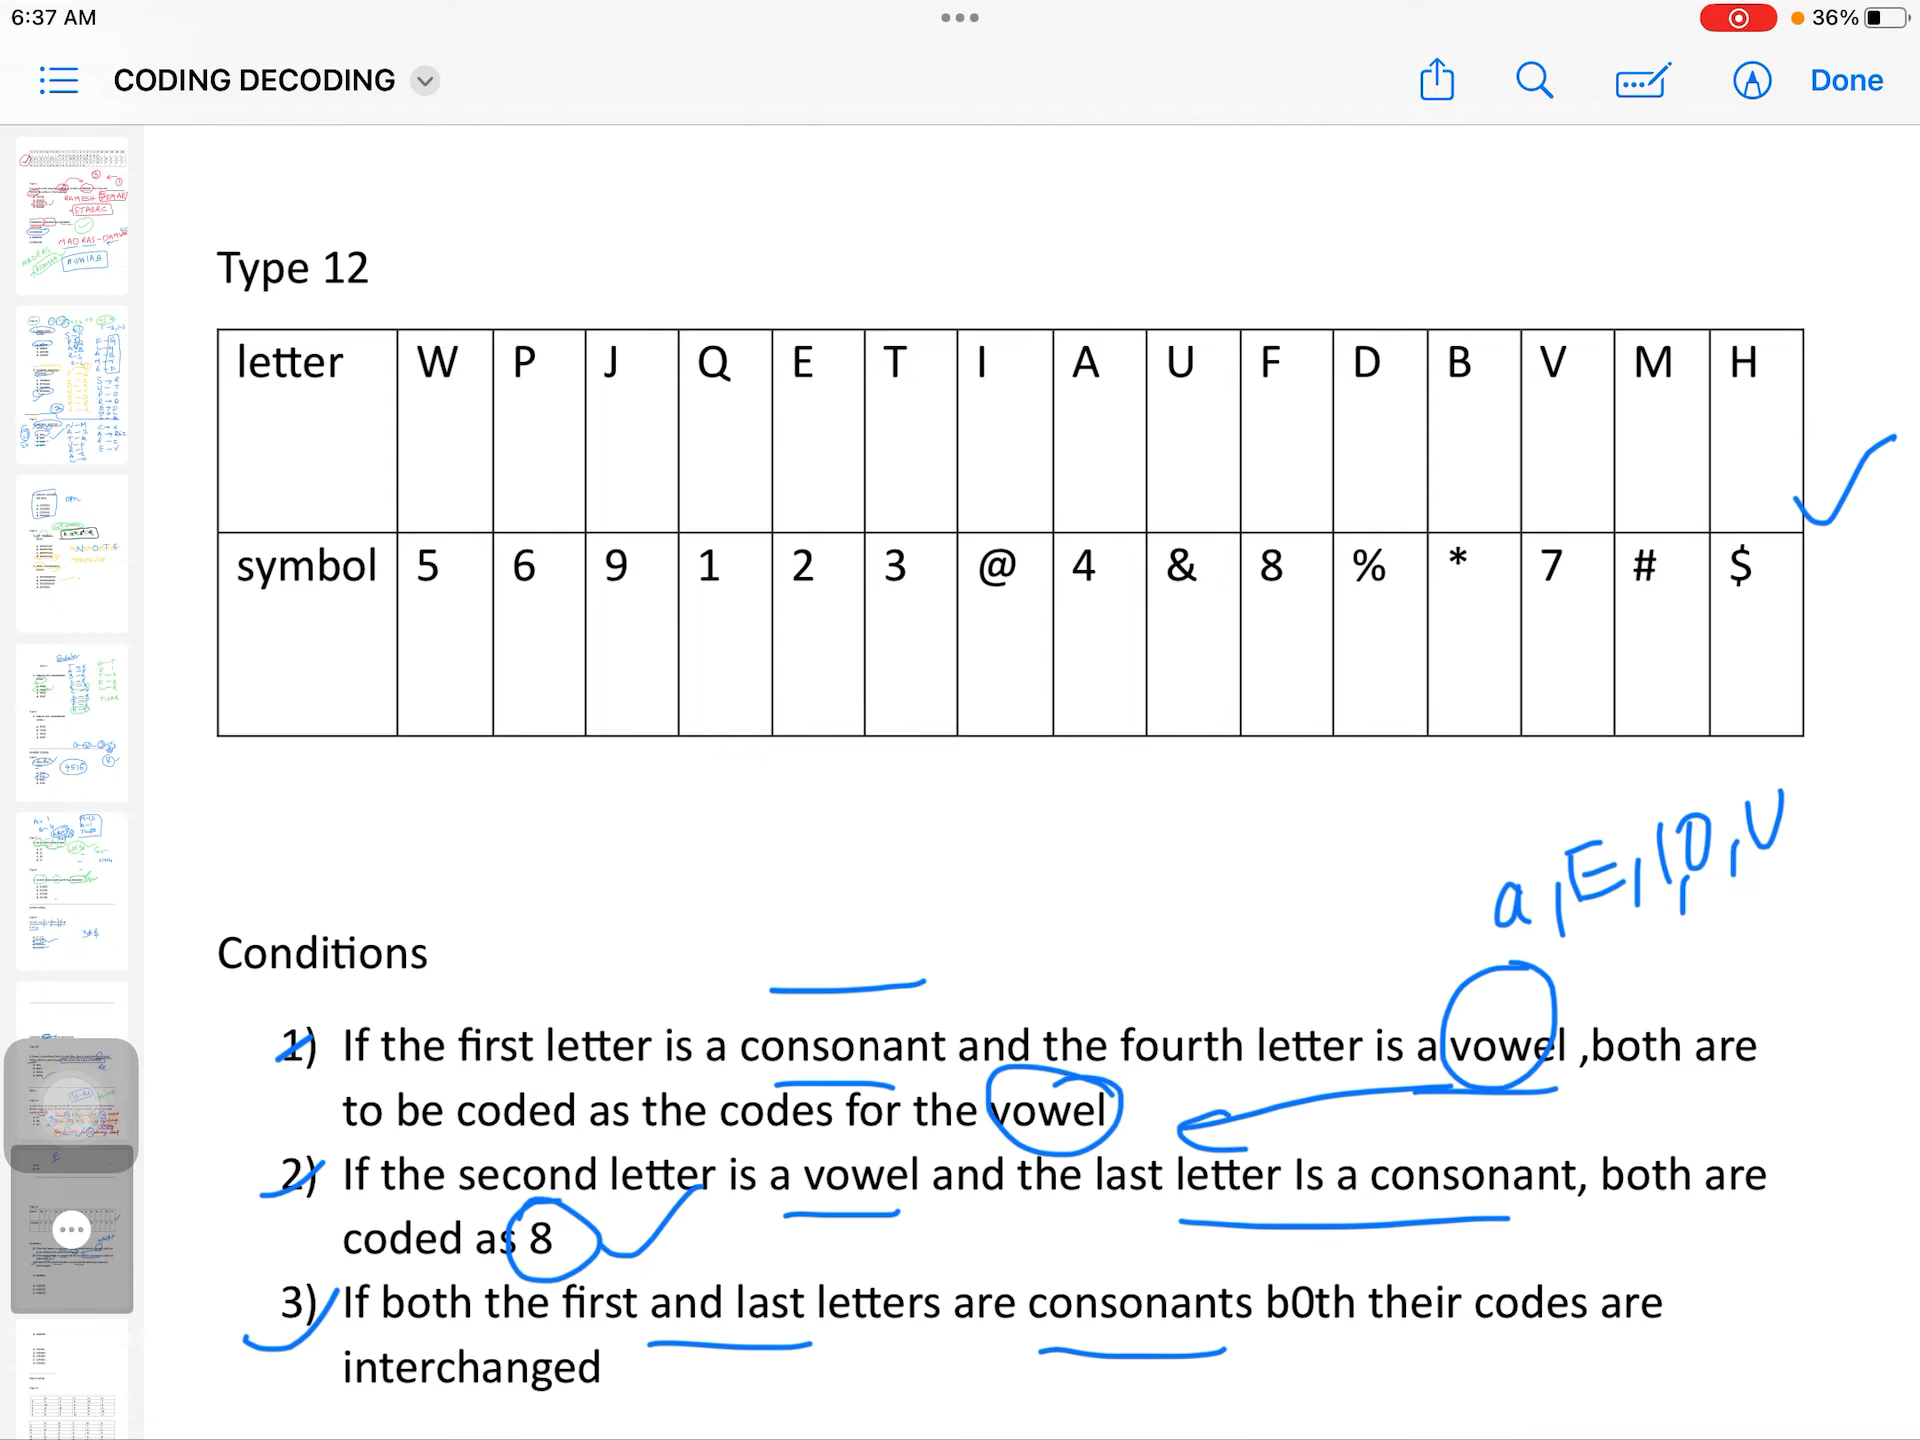 6:37 AM
36%
CODING DECODING
Done
Type 12
letter W P J Q E T I A U F D B V M H
symbol 5 6 9 1 2 3 @ 4 & 8 % * 7 # $
a, E, I, O, U
Conditions
1) If the first letter is a consonant and the fourth letter is a vowel ,both are
to be coded as the codes for the vowel
2) If the second letter is a vowel and the last letter Is a consonant, both are
coded as 8
3) If both the first and last letters are consonants b0th their codes are
interchanged